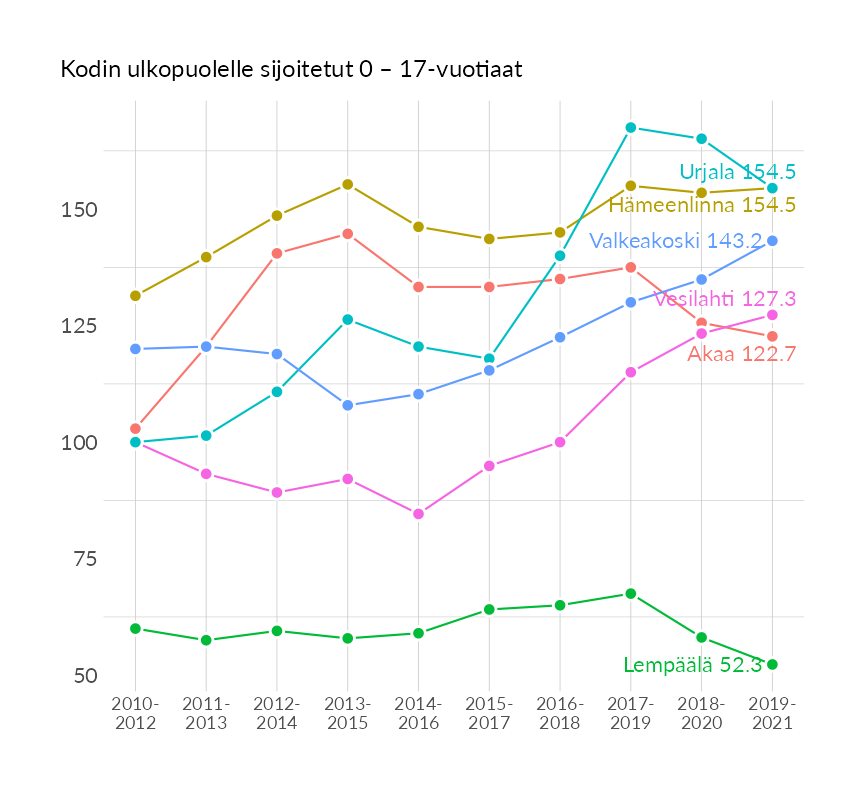 Kodin ulkopuolelle sijoitetut 0 – 17-vuotiaat
Urjala 154.5
Hämeenlinna 154.5
150
Valkeakoski 143.2
Vesilahti 127.3
125
Akaa 122.7
100
75
Lempäälä 52.3
50
2010- 2011- 2012- 2013- 2014- 2015- 2016- 2017- 2018- 2019-
2012 2013 2014 2015 2016 2017 2018 2019 2020 2021